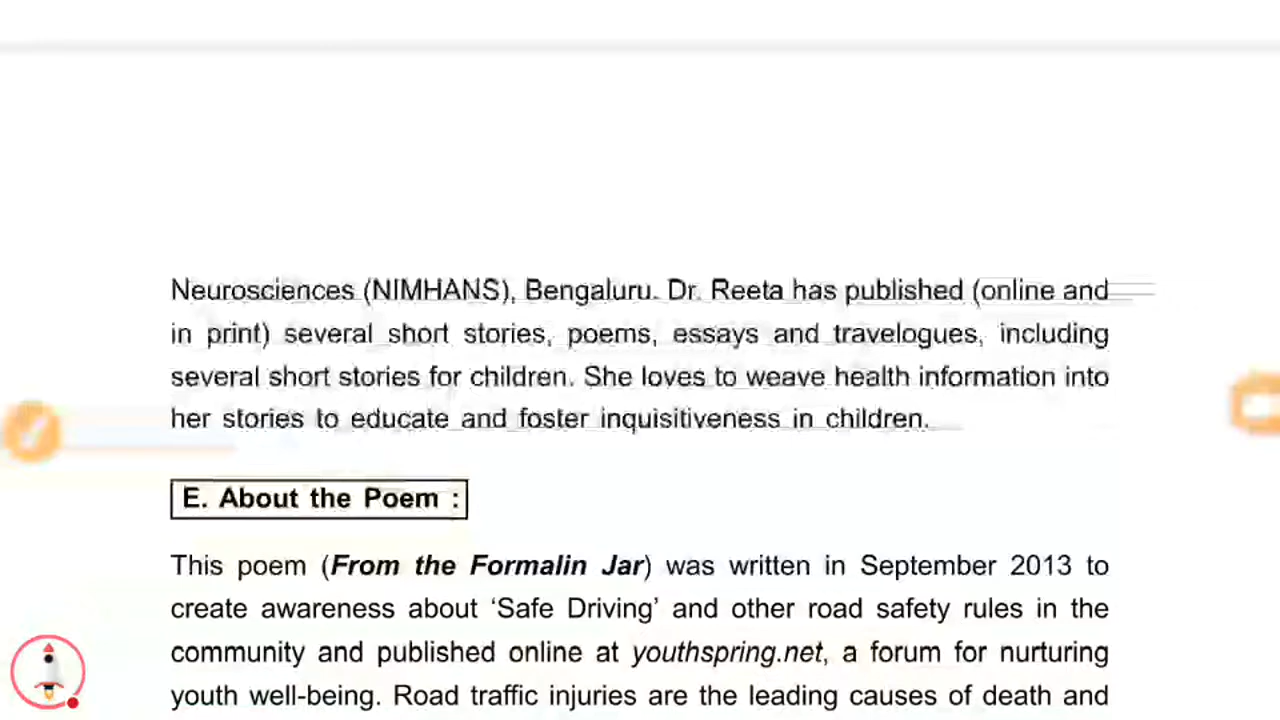 Neurosciences (NIMHANS), Bengaluru. Dr. Reeta has published (online and
in print) several short stories, poems, essays and travelogues, including
several short stories for children. She loves to weave health information into
her stories to educate and foster inquisitiveness in children.
E. About the Poem :
This poem (From the Formalin Jar) was written in September 2013 to
create awareness about ‘Safe Driving’ and other road safety rules in the
community and published online at youthspring.net, a forum for nurturing
youth well-being. Road traffic injuries are the leading causes of death and